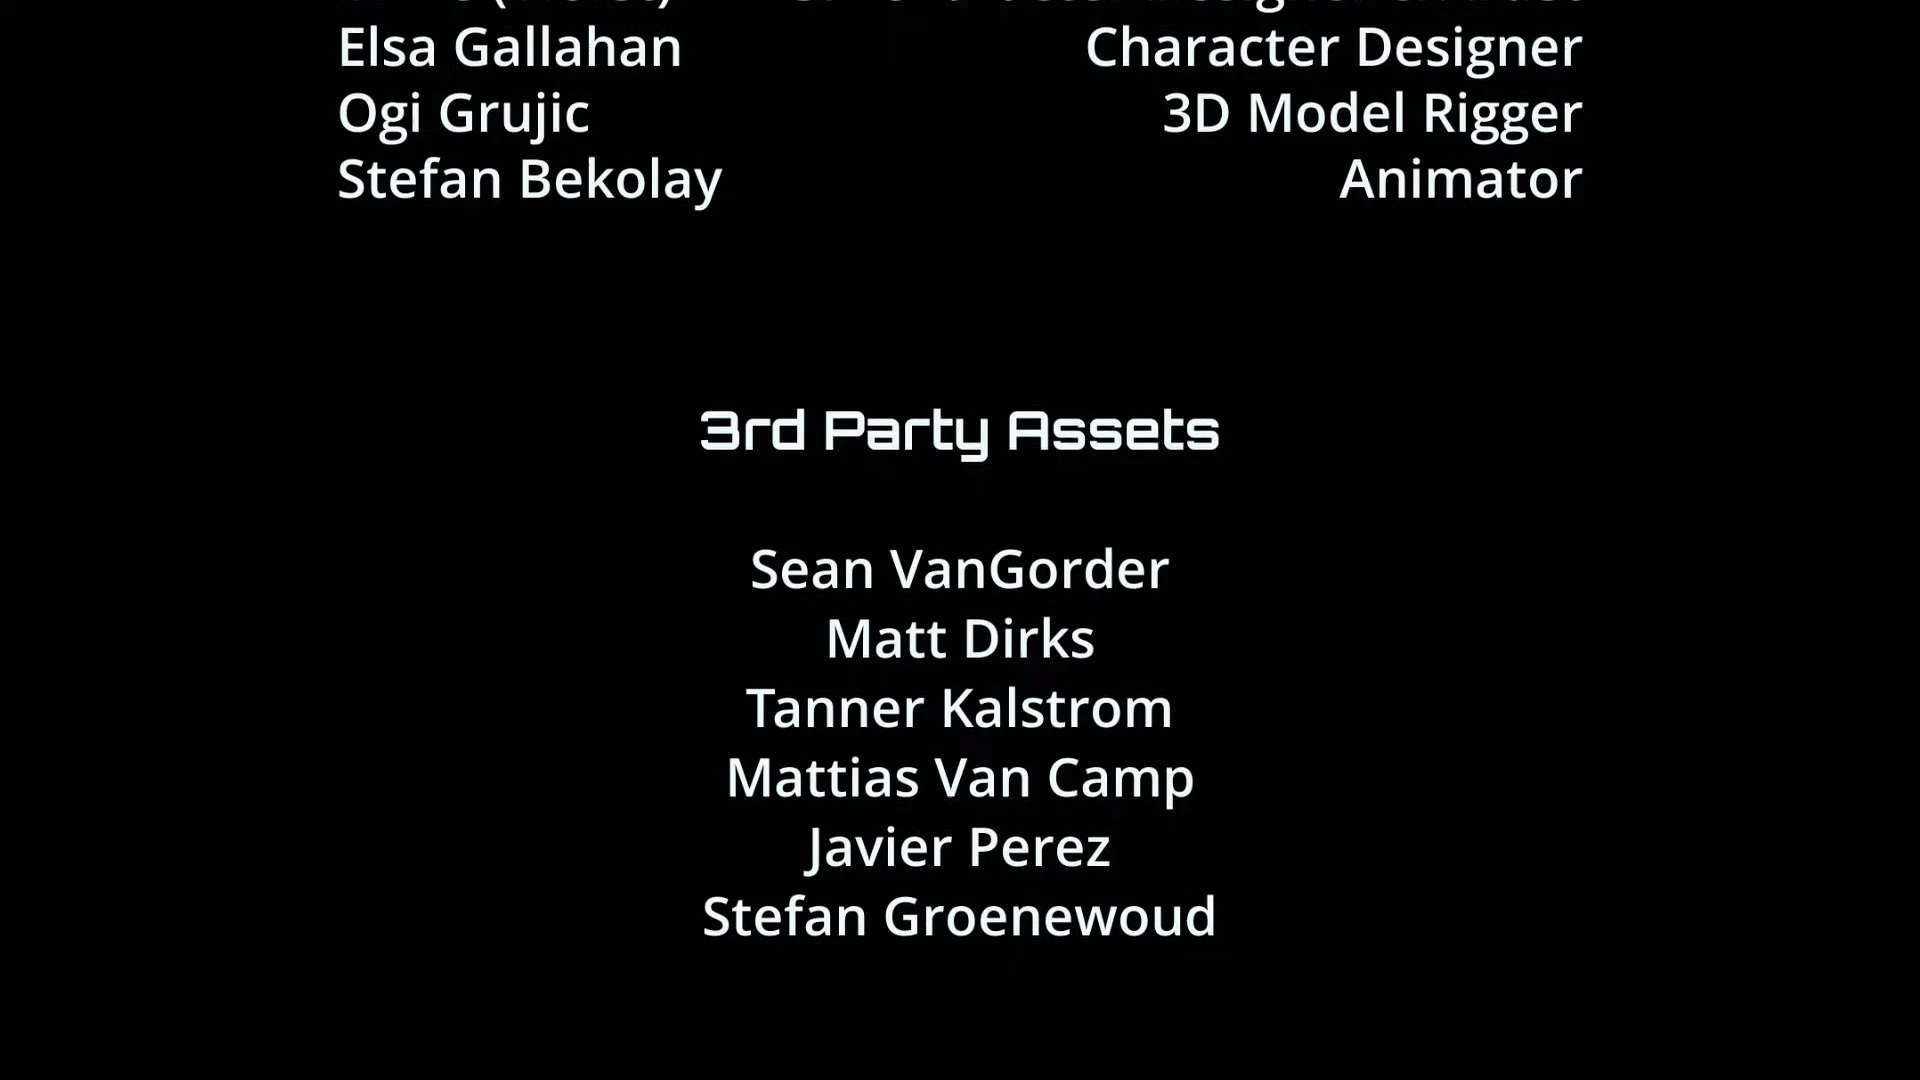 Elsa Gallahan Character Designer
Ogi Grujic 3D Model Rigger
Stefan Bekolay Animator
3rd Party Assets
Sean VanGorder
Matt Dirks
Tanner Kalstrom
Mattias Van Camp
Javier Perez
Stefan Groenewoud